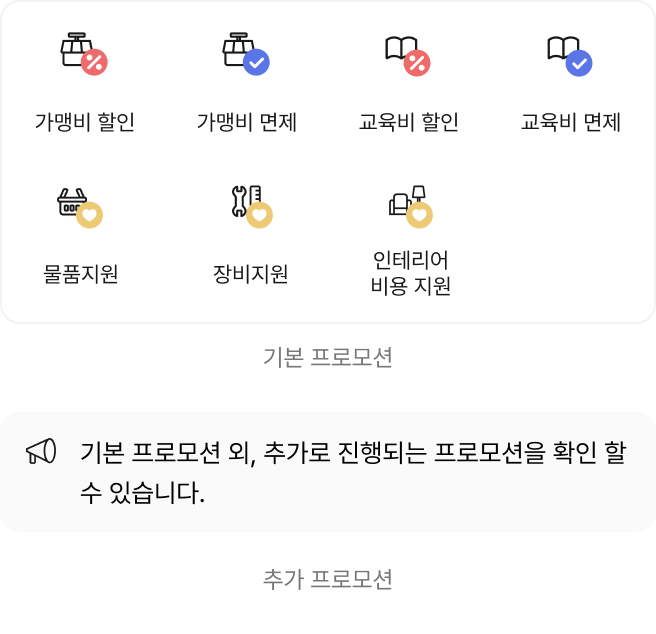 가맹비 할인
가맹비 면제
교육비 할인
교육비 면제
물품지원
장비지원
인테리어
비용 지원
기본 프로모션
기본 프로모션 외, 추가로 진행되는 프로모션을 확인 할
수 있습니다.
추가 프로모션